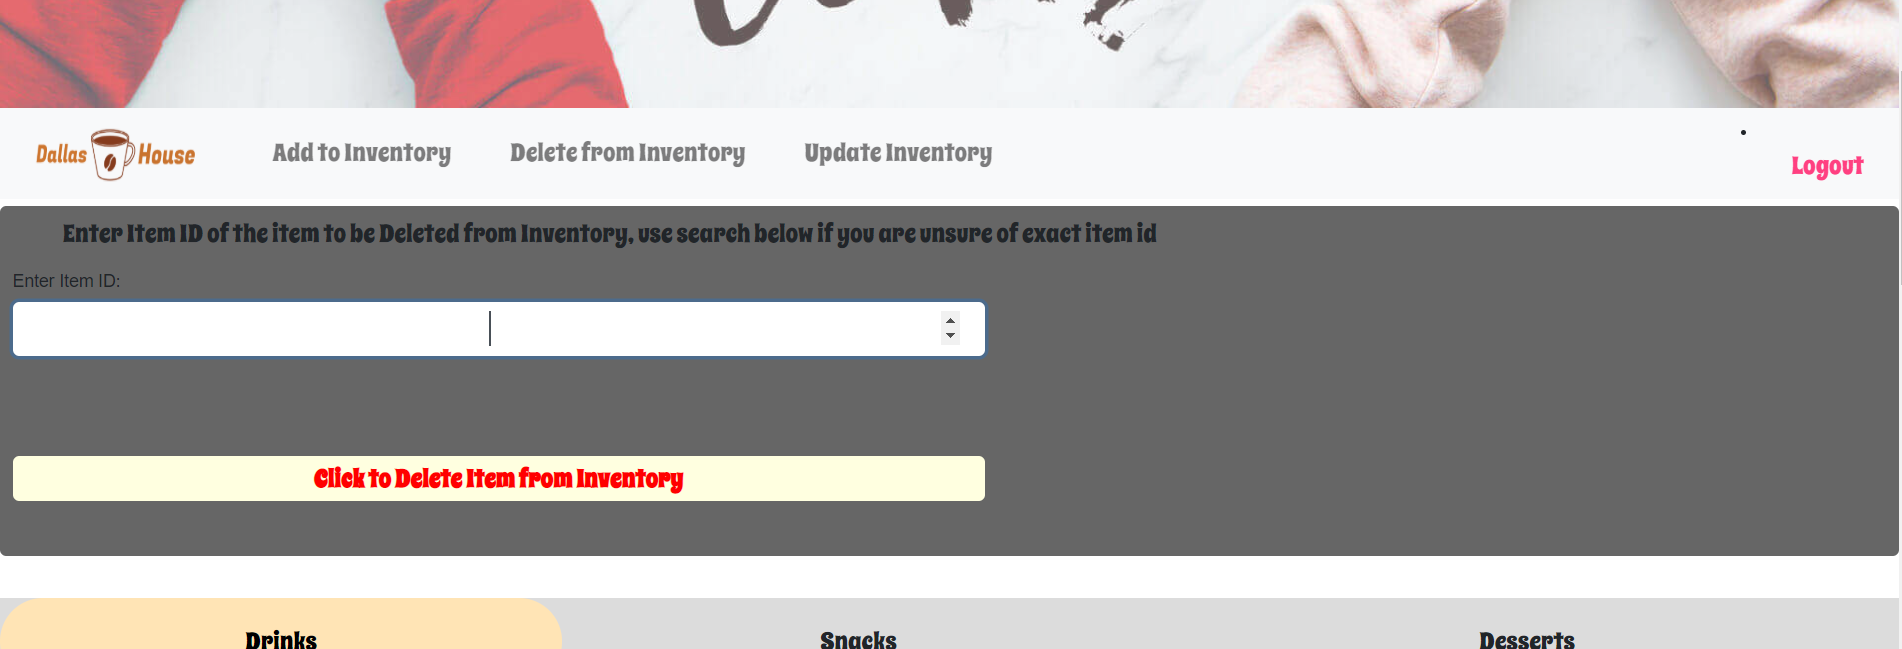 Dallas House
Add to Inventory
Delete from Inventory
Update Inventory
Logout
Enter Item ID of the item to be Deleted from Inventory, use search below if you are unsure of exact item id
Enter Item ID:
Click to Delete Item from Inventory
Drinks
Snacks
Desserts